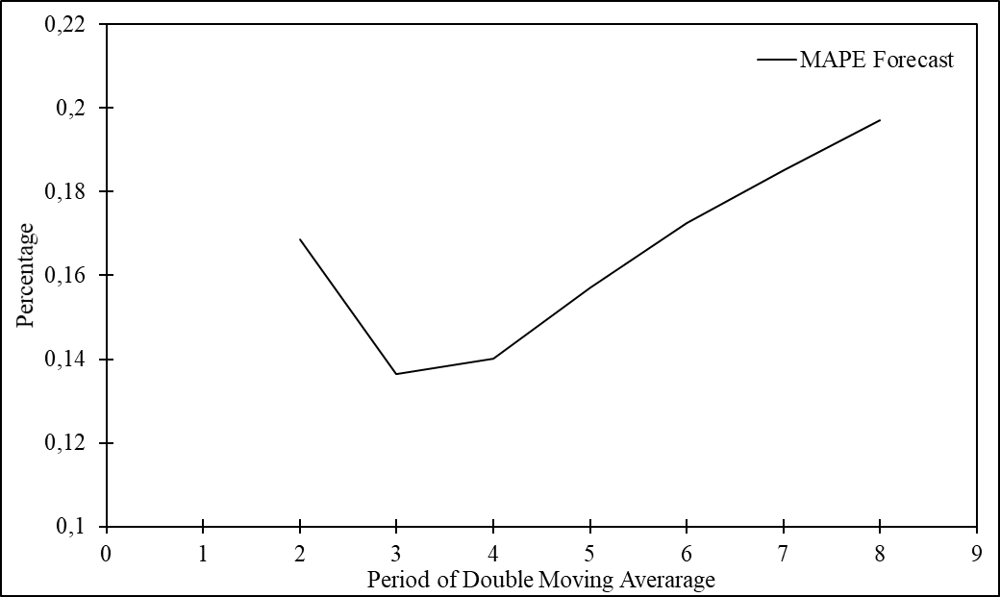 0,22
MAPE Forecast
0,2
0,18
Percentage
0,16
0,14
0,12
0,1
0 1 2 3 4 5 6 7 8 9
Period of Double Moving Averarage